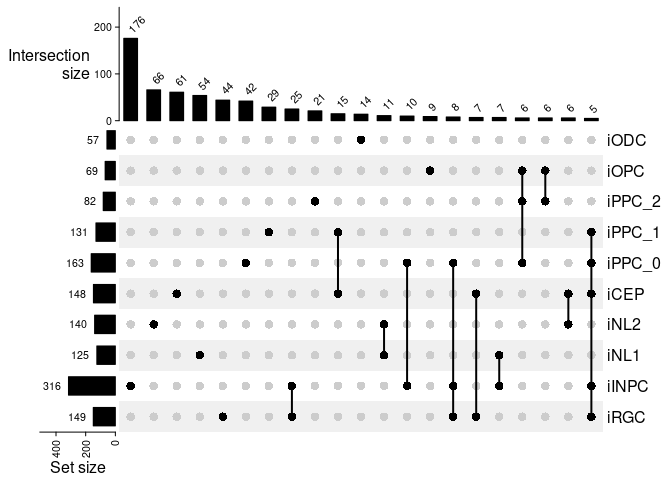 176 66 61 54 44 42 29 25 21 15 14 11 10 9 8 7 7 6 6 6 5
200
100
0
Intersection
size
57 iODC
69 iOPC
82 iPPC_2
131 iPPC_1
163 iPPC_0
148 iCEP
140 iNL2
125 iNL1
316 iINPC
149 iRGC
400 200 0
Set size